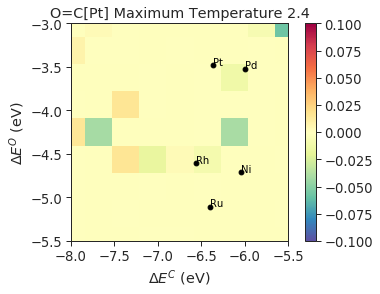 O=C[Pt] Maximum Temperature 2.4
−3.0
−3.5
−4.0
−4.5
−5.0
−5.5
ΔE^O (eV)
Pt
Pd
Rh
Ni
Ru
−8.0 −7.5 −7.0 −6.5 −6.0 −5.5
ΔE^C (eV)
0.100
0.075
0.050
0.025
0.000
−0.025
−0.050
−0.075
−0.100